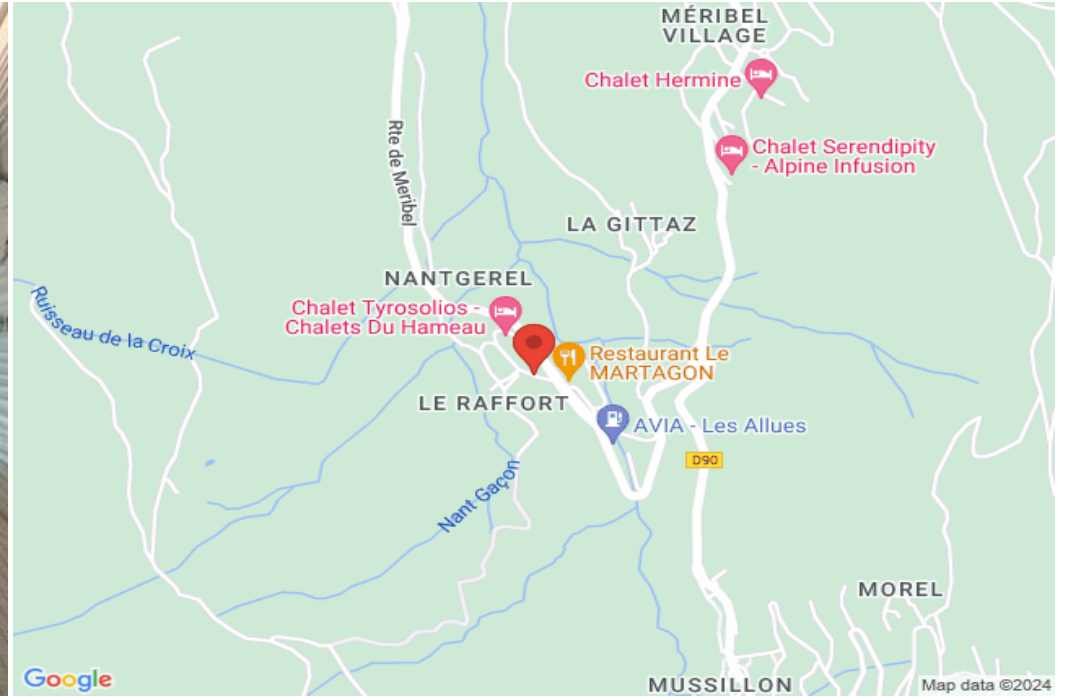 MÉRIBEL
VILLAGE
Chalet Hermine
Chalet Serendipity
- Alpine Infusion
Rte de Meribel
LA GITTAZ
NANTGEREL
Chalet Tyrosolios -
Chalets Du Hameau
Ruisseau de la Croix
Restaurant Le
MARTAGON
LE RAFFORT
AVIA - Les Allues
D90
Nant Gaçon
MOREL
MUSSILLON
Google
Map data ©2024